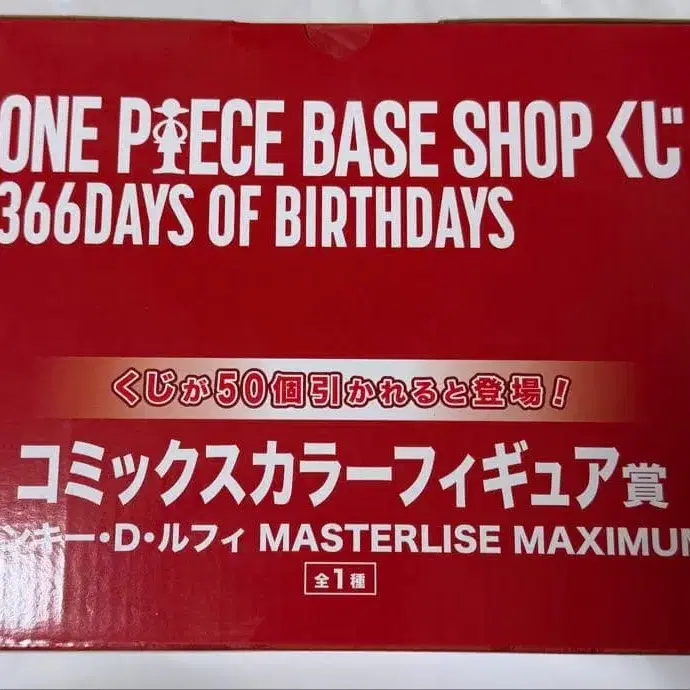 ONE PIECE BASE SHOP くじ
366DAYS OF BIRTHDAYS
くじが50個引かれると登場！
コミックスカラーフィギュア賞
ンキー・D・ルフィ MASTERLISE MAXIMUM
全1種